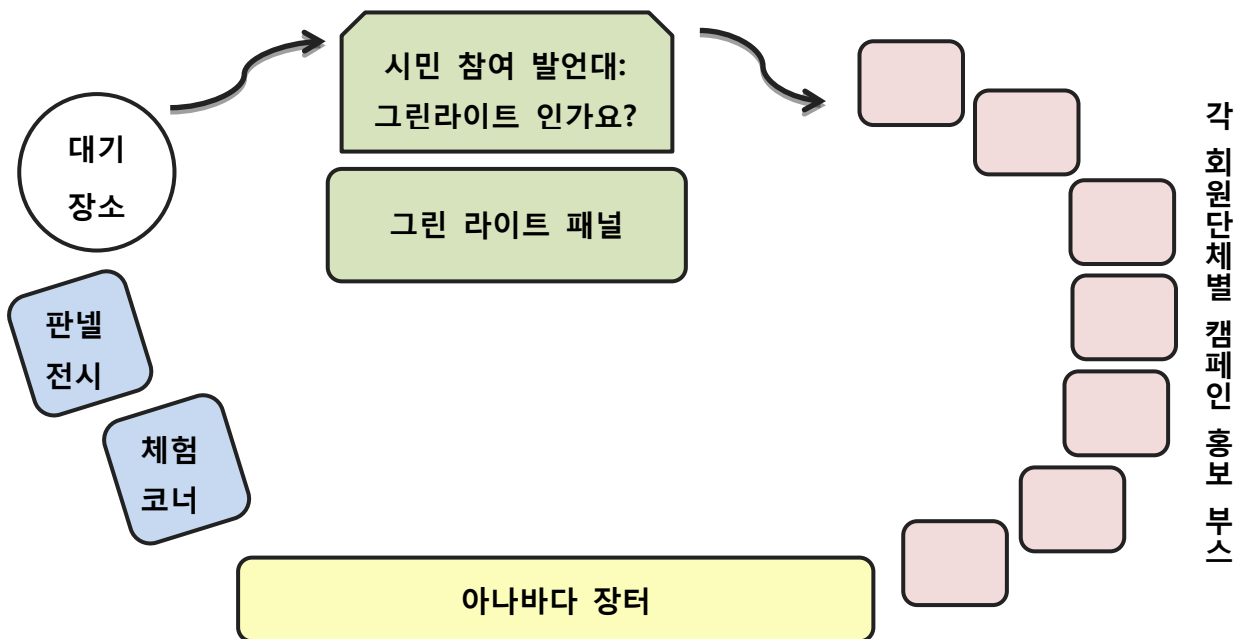 시민 참여 발언대:
그린라이트 인가요?
대기
장소
그린 라이트 패널
판넬
전시
체험
코너
아나바다 장터
각 회원단체별 캠페인 홍보 부스